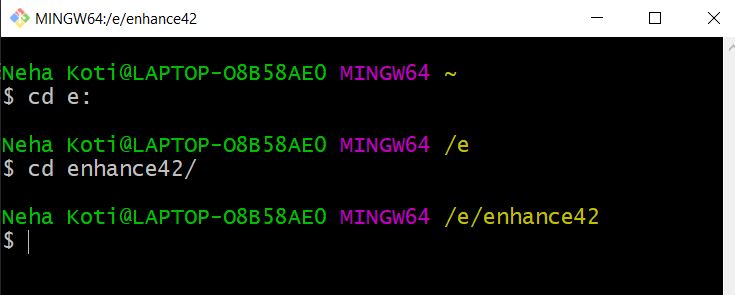 MINGW64:/e/enhance42
Neha Koti@LAPTOP-O8B58AE0 MINGW64 ~
$ cd e:
Neha Koti@LAPTOP-O8B58AE0 MINGW64 /e
$ cd enhance42/
Neha Koti@LAPTOP-O8B58AE0 MINGW64 /e/enhance42
$